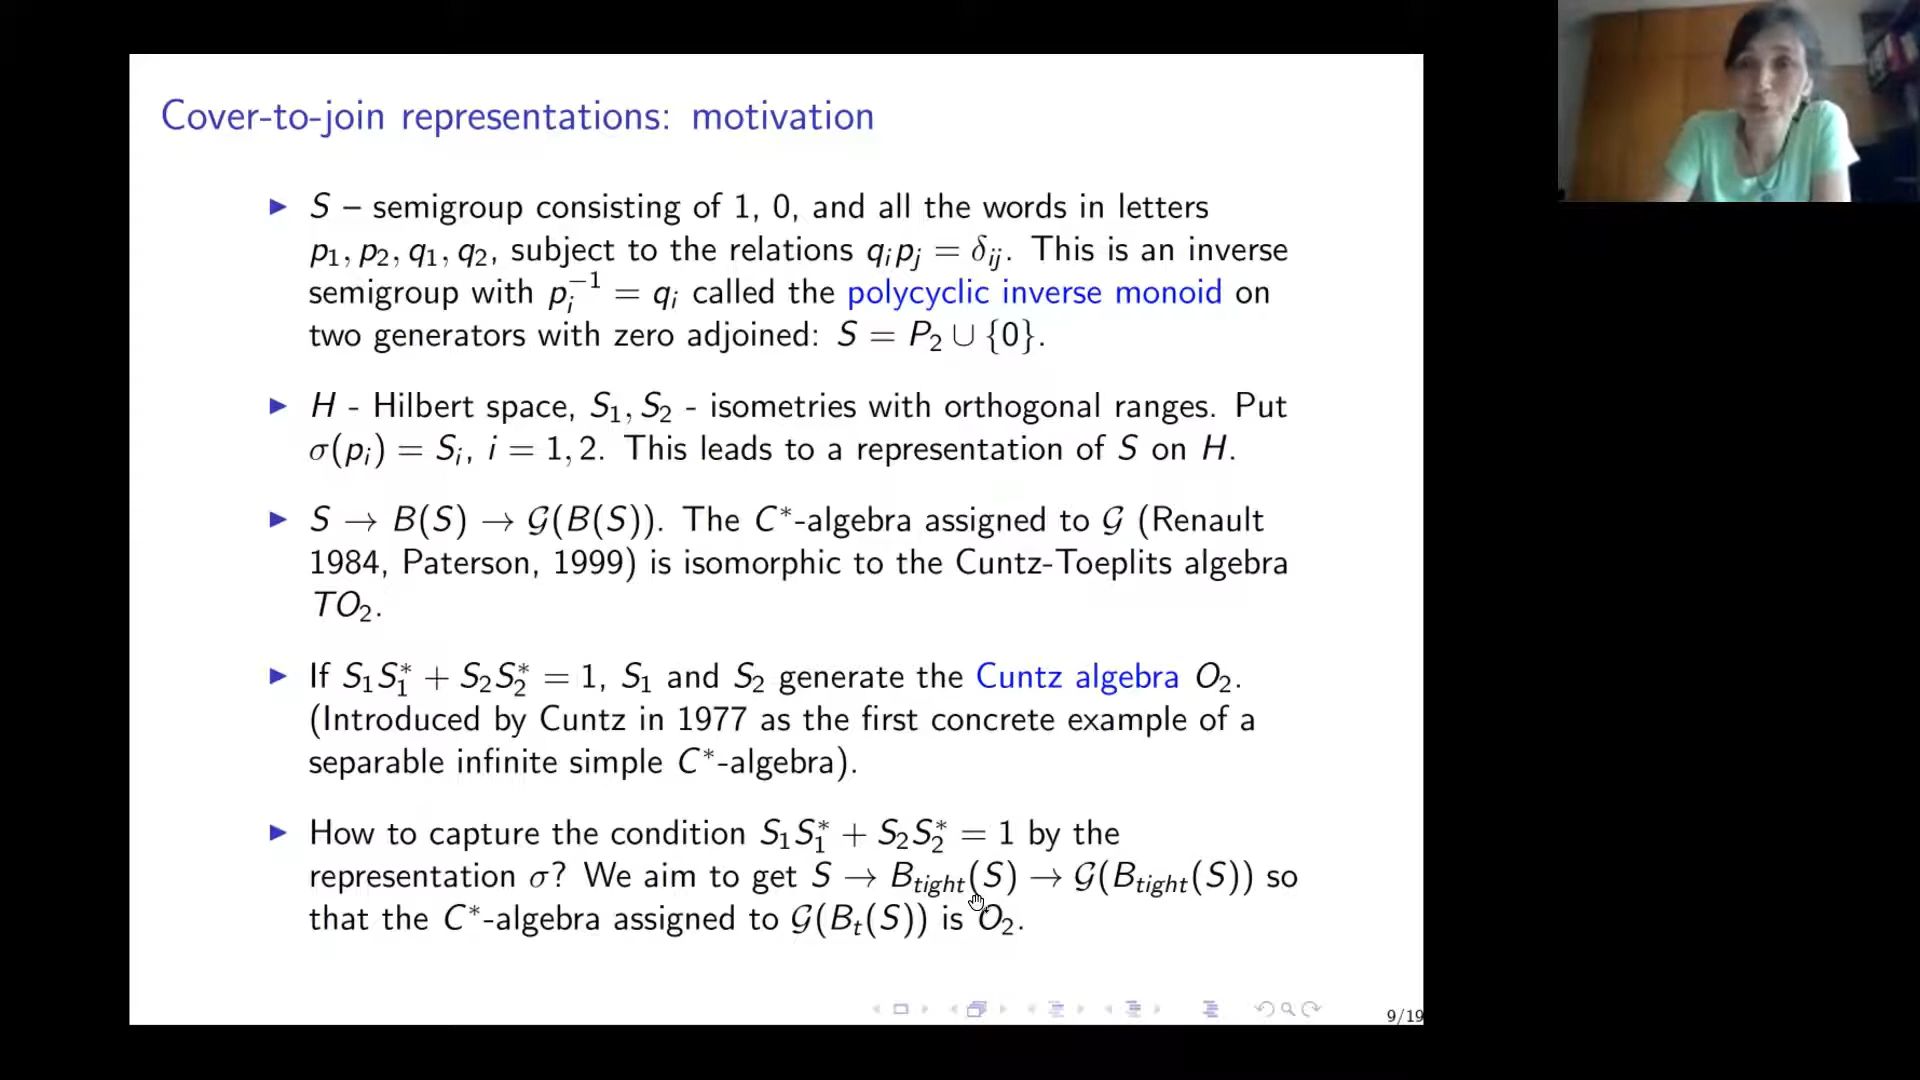 Cover-to-join representations: motivation
▶ S – semigroup consisting of 1, 0, and all the words in letters
p₁, p₂, q₁, q₂, subject to the relations qᵢpⱼ = δᵢⱼ. This is an inverse
semigroup with pᵢ⁻¹ = qᵢ called the polycyclic inverse monoid on
two generators with zero adjoined: S = P₂ ∪ {0}.
▶ H - Hilbert space, S₁, S₂ - isometries with orthogonal ranges. Put
σ(pᵢ) = Sᵢ, i = 1, 2. This leads to a representation of S on H.
▶ S → B(S) → 𝒢(B(S)). The C*-algebra assigned to 𝒢 (Renault
1984, Paterson, 1999) is isomorphic to the Cuntz-Toeplits algebra
TO₂.
▶ If S₁S₁* + S₂S₂* = 1, S₁ and S₂ generate the Cuntz algebra O₂.
(Introduced by Cuntz in 1977 as the first concrete example of a
separable infinite simple C*-algebra).
▶ How to capture the condition S₁S₁* + S₂S₂* = 1 by the
representation σ? We aim to get S → B_tight(S) → 𝒢(B_tight(S)) so
that the C*-algebra assigned to 𝒢(B_t(S)) is O₂.
9/19